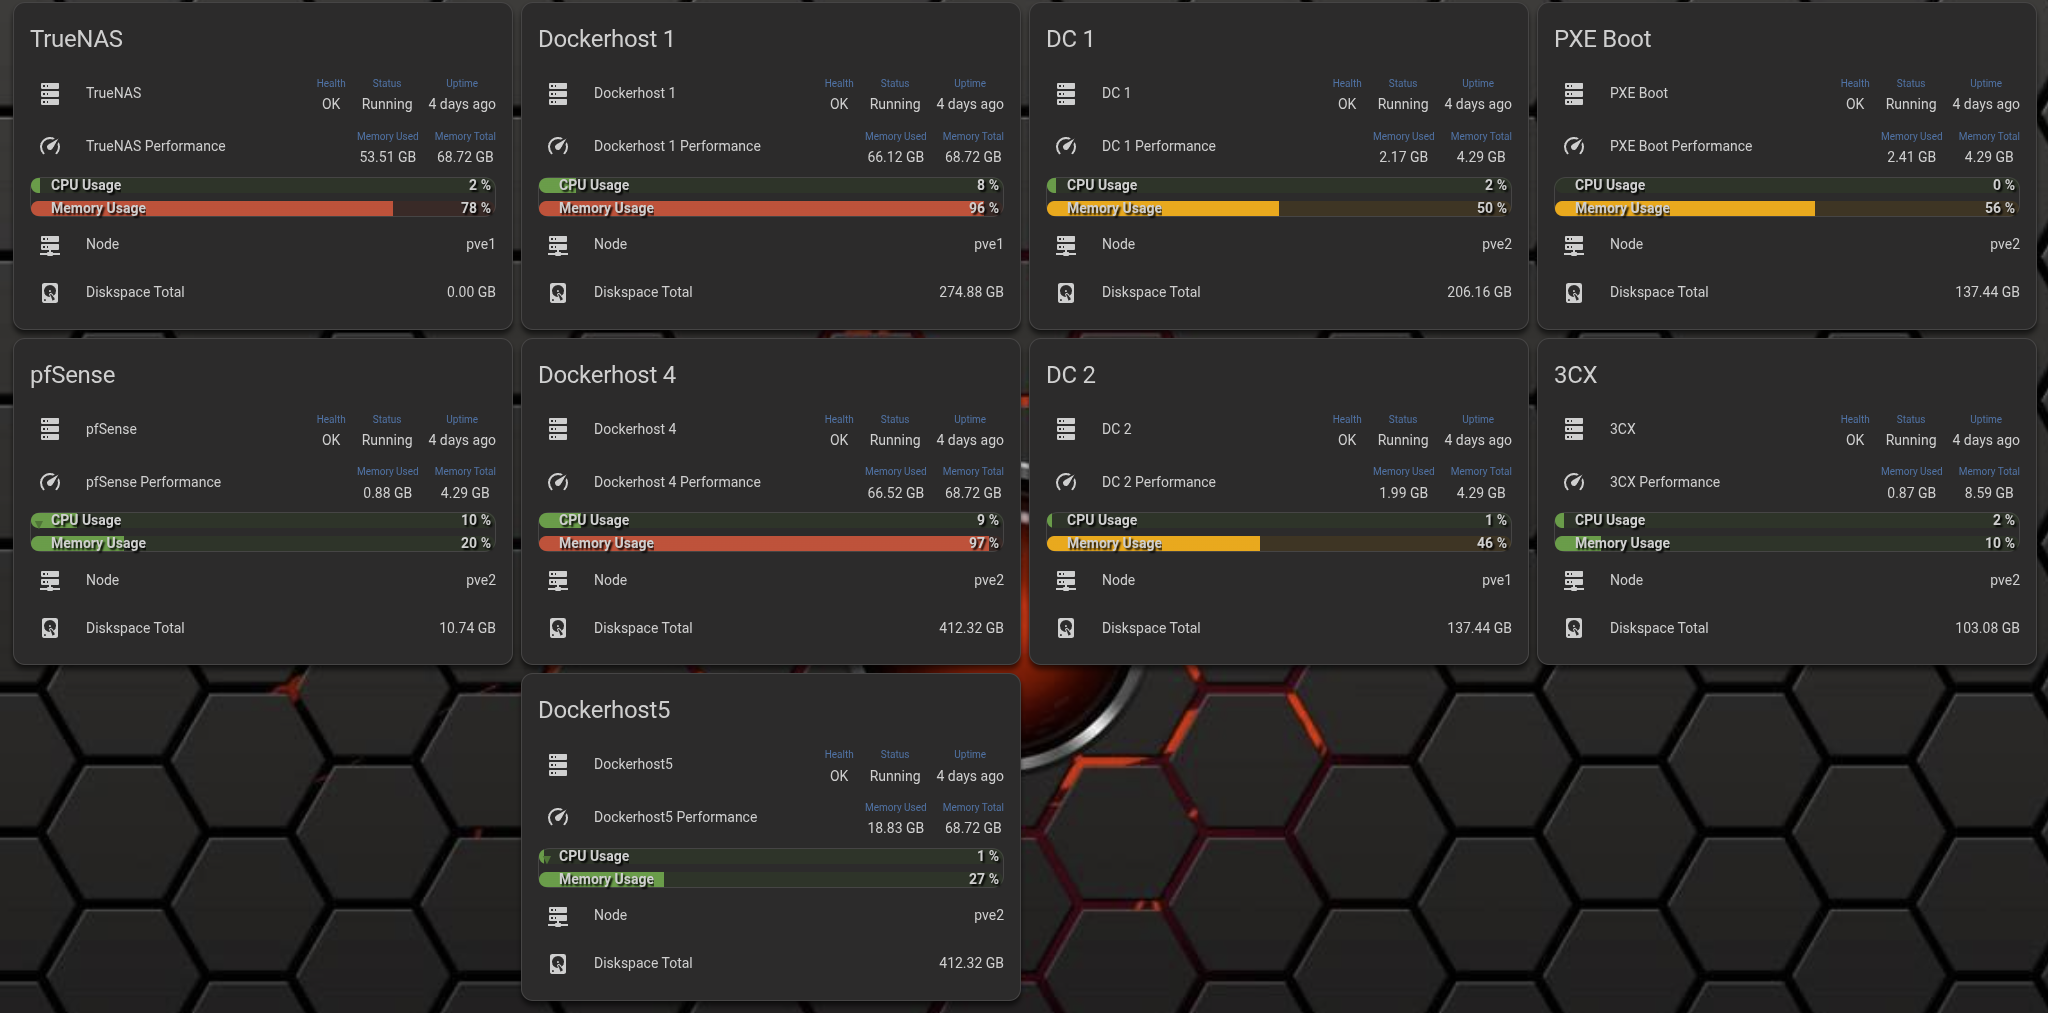 TrueNAS
TrueNAS
Health Status Uptime
OK Running 4 days ago
TrueNAS Performance
Memory Used Memory Total
53.51 GB 68.72 GB
CPU Usage 2 %
Memory Usage 78 %
Node pve1
Diskspace Total 0.00 GB
Dockerhost 1
Dockerhost 1
Health Status Uptime
OK Running 4 days ago
Dockerhost 1 Performance
Memory Used Memory Total
66.12 GB 68.72 GB
CPU Usage 8 %
Memory Usage 96 %
Node pve1
Diskspace Total 274.88 GB
DC 1
DC 1
Health Status Uptime
OK Running 4 days ago
DC 1 Performance
Memory Used Memory Total
2.17 GB 4.29 GB
CPU Usage 2 %
Memory Usage 50 %
Node pve2
Diskspace Total 206.16 GB
PXE Boot
PXE Boot
Health Status Uptime
OK Running 4 days ago
PXE Boot Performance
Memory Used Memory Total
2.41 GB 4.29 GB
CPU Usage 0 %
Memory Usage 56 %
Node pve2
Diskspace Total 137.44 GB
pfSense
pfSense
Health Status Uptime
OK Running 4 days ago
pfSense Performance
Memory Used Memory Total
0.88 GB 4.29 GB
CPU Usage 10 %
Memory Usage 20 %
Node pve2
Diskspace Total 10.74 GB
Dockerhost 4
Dockerhost 4
Health Status Uptime
OK Running 4 days ago
Dockerhost 4 Performance
Memory Used Memory Total
66.52 GB 68.72 GB
CPU Usage 9 %
Memory Usage 97 %
Node pve2
Diskspace Total 412.32 GB
DC 2
DC 2
Health Status Uptime
OK Running 4 days ago
DC 2 Performance
Memory Used Memory Total
1.99 GB 4.29 GB
CPU Usage 1 %
Memory Usage 46 %
Node pve1
Diskspace Total 137.44 GB
3CX
3CX
Health Status Uptime
OK Running 4 days ago
3CX Performance
Memory Used Memory Total
0.87 GB 8.59 GB
CPU Usage 2 %
Memory Usage 10 %
Node pve2
Diskspace Total 103.08 GB
Dockerhost5
Dockerhost5
Health Status Uptime
OK Running 4 days ago
Dockerhost5 Performance
Memory Used Memory Total
18.83 GB 68.72 GB
CPU Usage 1 %
Memory Usage 27 %
Node pve2
Diskspace Total 412.32 GB